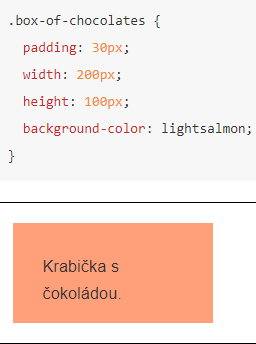 .box-of-chocolates {
  padding: 30px;
  width: 200px;
  height: 100px;
  background-color: lightsalmon;
}
Krabička s
čokoládou.